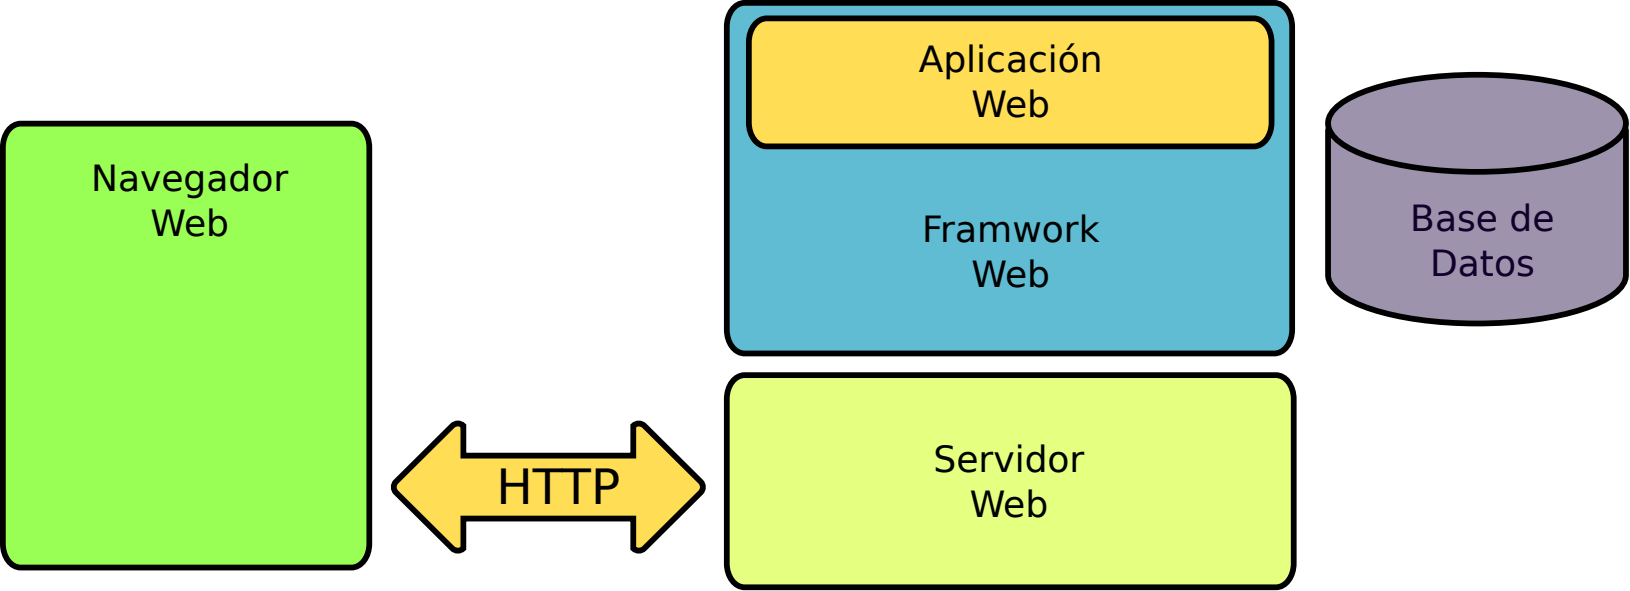 Navegador
Web
HTTP
Aplicación
Web
Framwork
Web
Servidor
Web
Base de
Datos